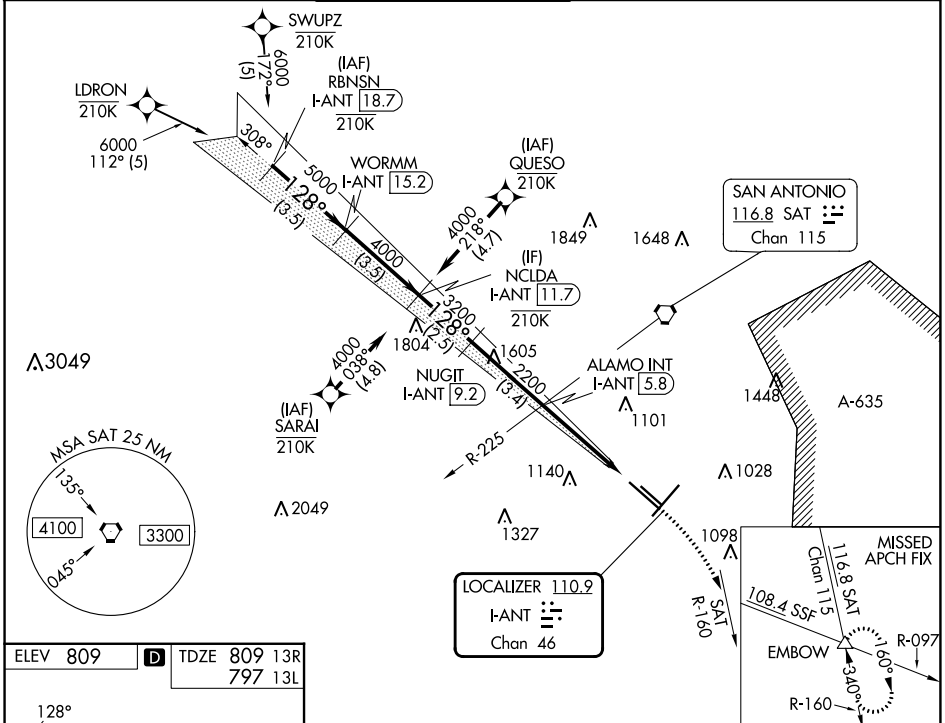 SWUPZ
210K
6000
172°
(5)
LDRON
210K
6000
112° (5)
(IAF)
RBNSN
I-ANT 18.7
210K
308°
5000
128°
(3.5)
WORMM
I-ANT 15.2
4000
(3.5)
(IAF)
QUESO
210K
4000
218°
(4.7)
1849
1648
SAN ANTONIO
116.8 SAT
Chan 115
(IF)
NCLDA
I-ANT 11.7
210K
3200
128°
(2.5)
1804
1605
NUGIT
I-ANT 9.2
2200
(3.4)
ALAMO INT
I-ANT 5.8
3049
4000
038°
(4.8)
(IAF)
SARAI
210K
1101
1448
A-635
R-225
1140
1028
MSA SAT 25 NM
135°
4100
3300
045°
2049
1327
1098
LOCALIZER 110.9
I-ANT
Chan 46
SAT
R-160
MISSED
APCH FIX
116.8 SAT
Chan 115
108.4 SSF
EMBOW
R-097
160°
340°
R-160
ELEV 809
D
TDZE 809 13R
797 13L
128°